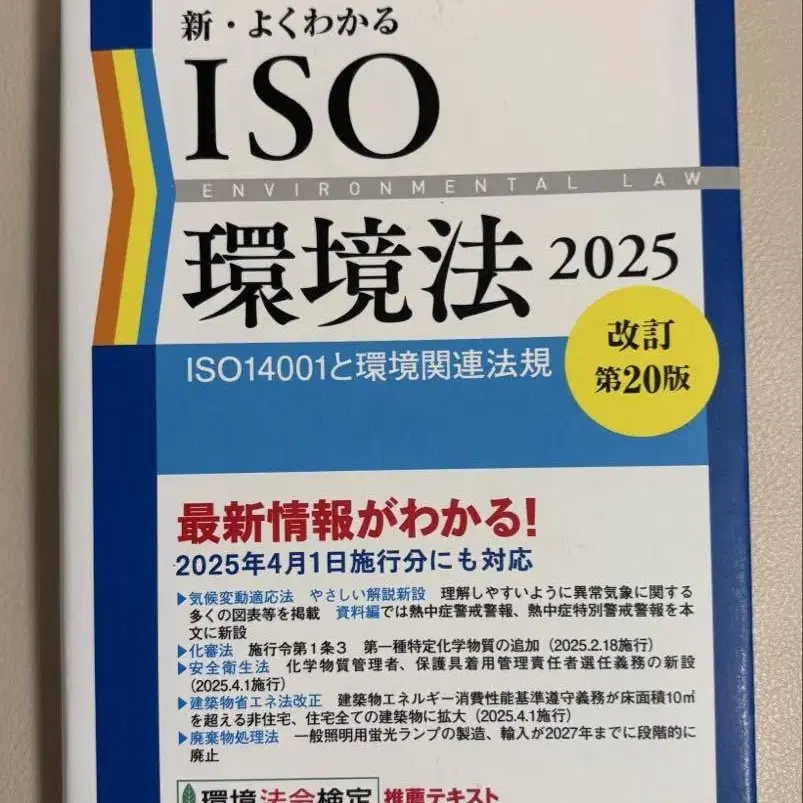 新・よくわかる
ISO
ENVIRONMENTAL LAW
環境法 2025
改訂
第20版
ISO14001と環境関連法規
最新情報がわかる!
2025年4月1日施行分にも対応
▶気候変動適応法 やさしい解説新設 理解しやすいように異常気象に関する
多くの図表等を掲載 資料編では熱中症警戒警報、熱中症特別警戒警報を本
文に新設
▶化審法 施行令第1条3 第一種特定化学物質の追加（2025.2.18施行）
▶安全衛生法 化学物質管理者、保護具着用管理責任者選任義務の新設
（2025.4.1施行）
▶建築物省エネ法改正 建築物エネルギー消費性能基準遵守義務が床面積10㎡
を超える非住宅、住宅全ての建築物に拡大（2025.4.1施行）
▶廃棄物処理法 一般照明用蛍光ランプの製造、輸入が2027年までに段階的に
廃止
環境法令検定 推薦テキスト